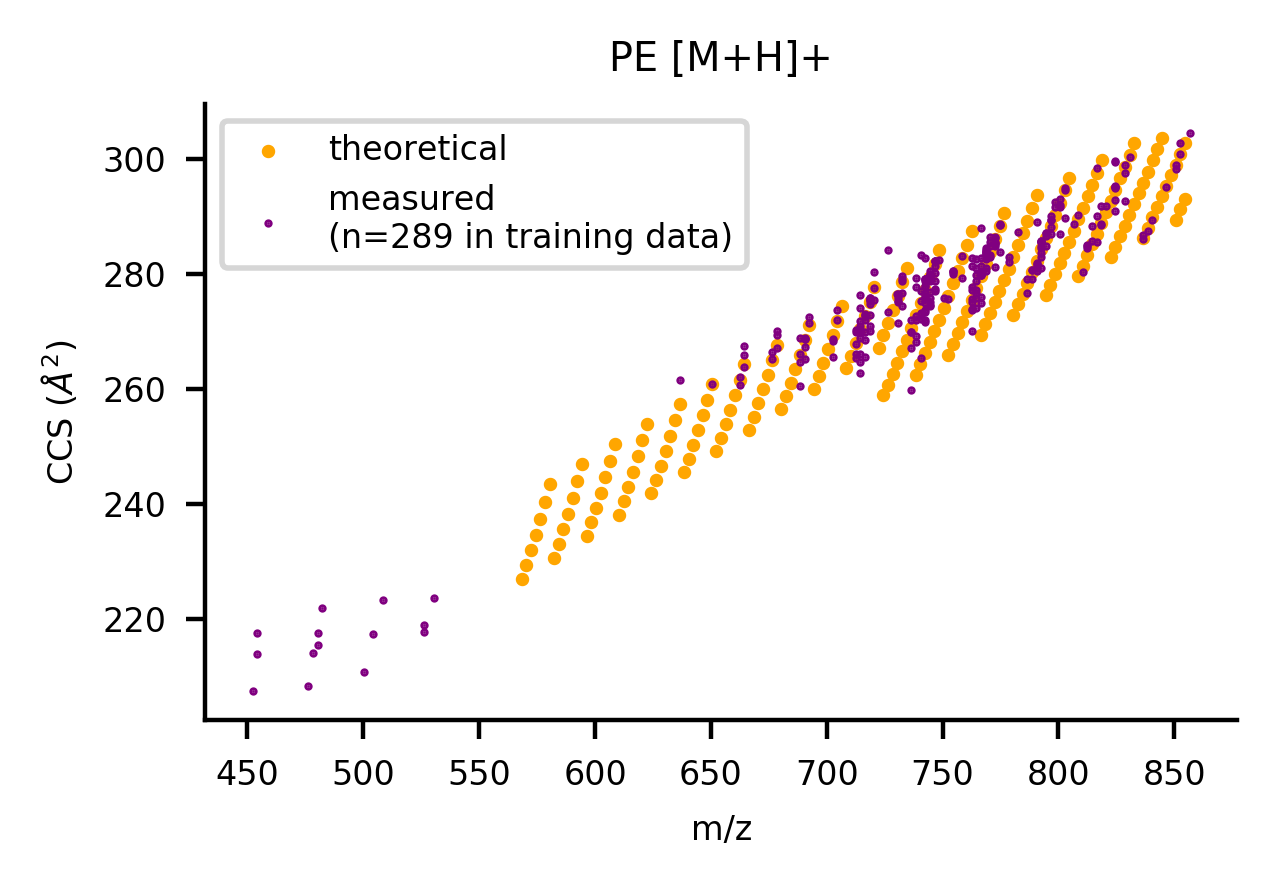 PE [M+H]+
theoretical
measured
(n=289 in training data)
CCS (Å²)
300
280
260
240
220
450 500 550 600 650 700 750 800 850
m/z